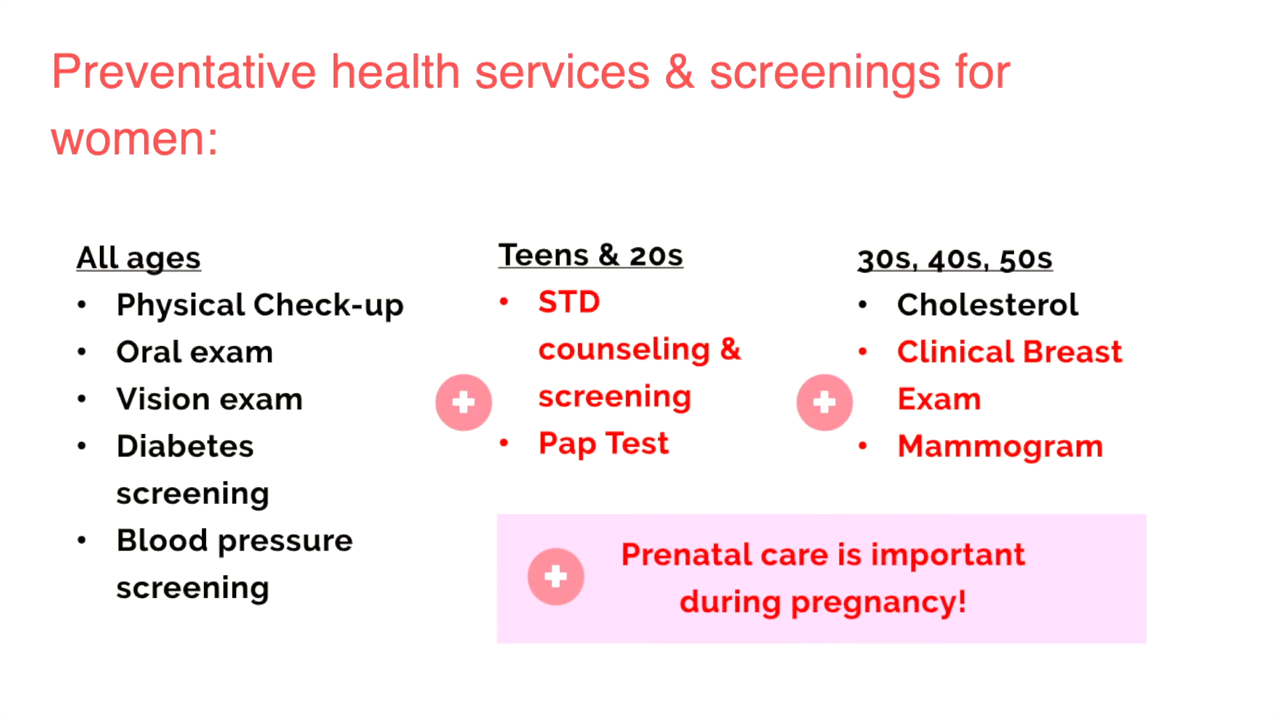 Preventative health services & screenings for
women:
All ages
• Physical Check-up
• Oral exam
• Vision exam
• Diabetes
screening
• Blood pressure
screening
Teens & 20s
• STD
counseling &
screening
• Pap Test
30s, 40s, 50s
• Cholesterol
• Clinical Breast
Exam
• Mammogram
Prenatal care is important
during pregnancy!